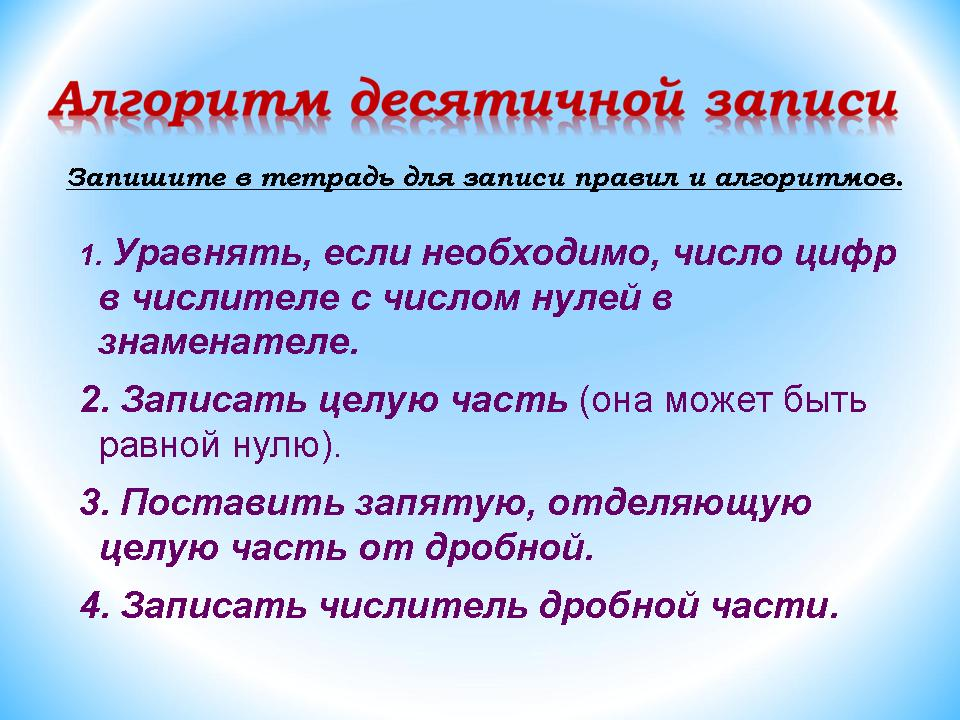 Алгоритм десятичной записи
Запишите в тетрадь для записи правил и алгоритмов.
1. Уравнять, если необходимо, число цифр
в числителе с числом нулей в
знаменателе.
2. Записать целую часть (она может быть
равной нулю).
3. Поставить запятую, отделяющую
целую часть от дробной.
4. Записать числитель дробной части.